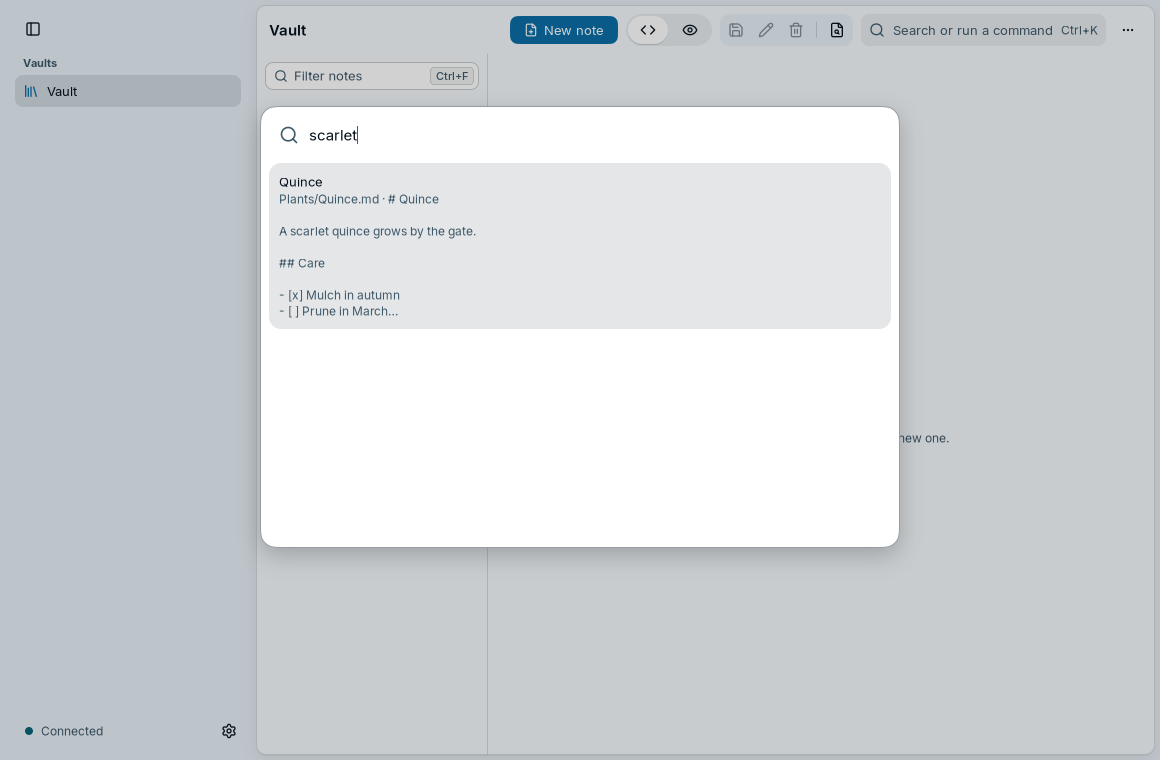 Vault
New note
Search or run a command Ctrl+K
Vaults
Vault
Filter notes Ctrl+F
scarlet
Quince
Plants/Quince.md · # Quince
A scarlet quince grows by the gate.
## Care
- [x] Mulch in autumn
- [ ] Prune in March...
new one.
Connected